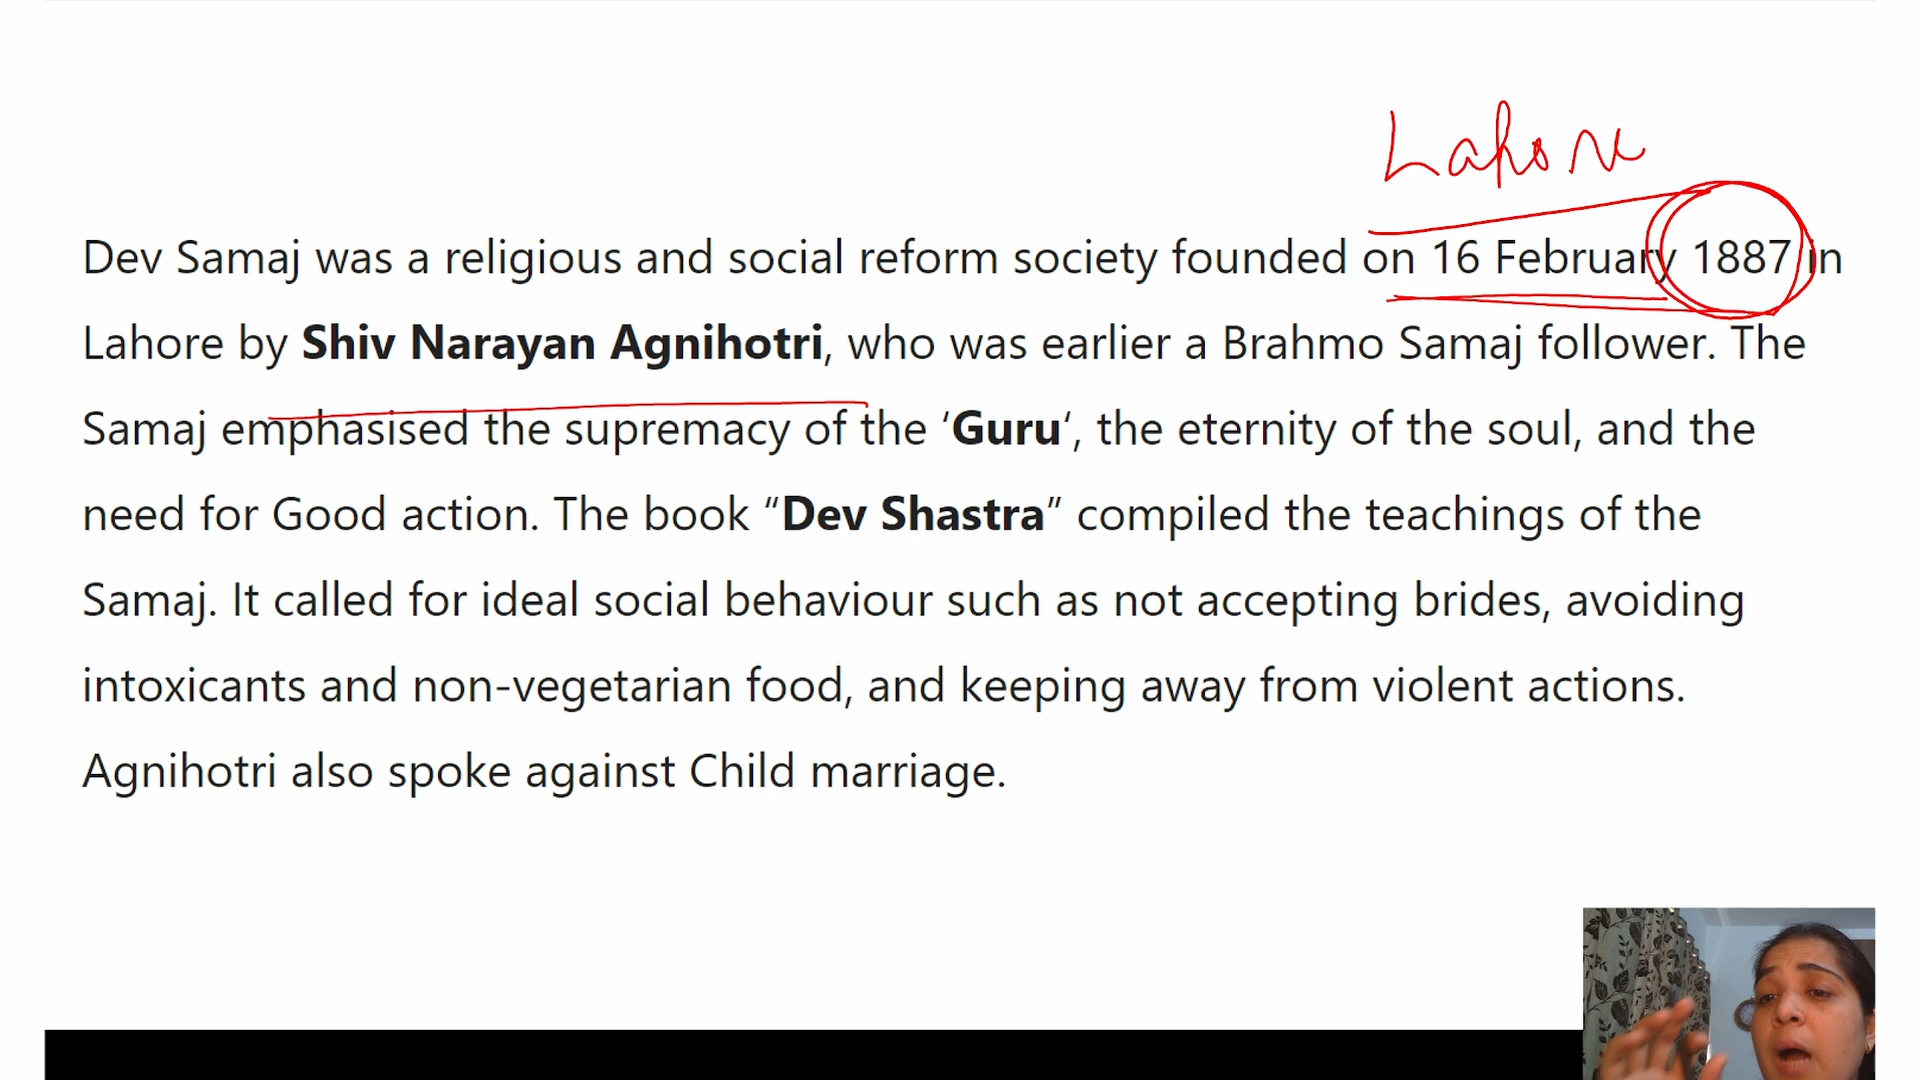 Lahore
Dev Samaj was a religious and social reform society founded on 16 February 1887 in
Lahore by Shiv Narayan Agnihotri, who was earlier a Brahmo Samaj follower. The
Samaj emphasised the supremacy of the ‘Guru‘, the eternity of the soul, and the
need for Good action. The book “Dev Shastra” compiled the teachings of the
Samaj. It called for ideal social behaviour such as not accepting brides, avoiding
intoxicants and non-vegetarian food, and keeping away from violent actions.
Agnihotri also spoke against Child marriage.